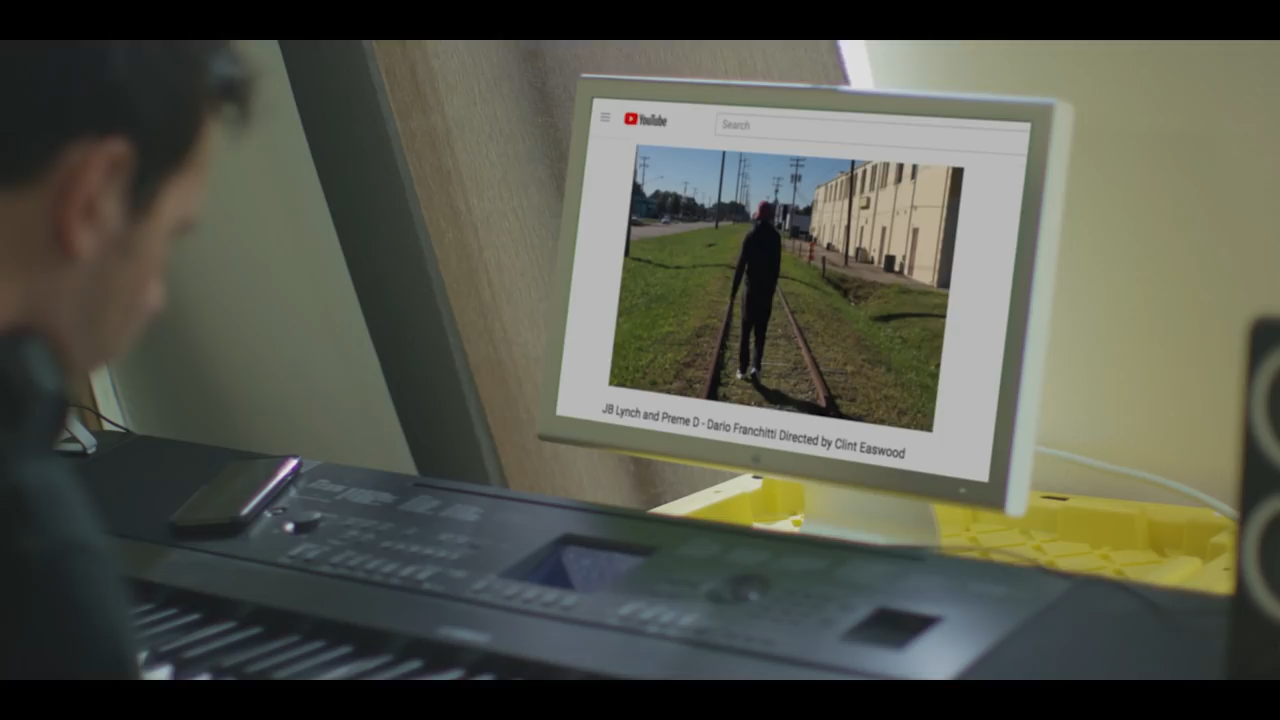 YouTube
Search
JB Lynch and Preme D - Dario Franchitti Directed by Clint Easwood